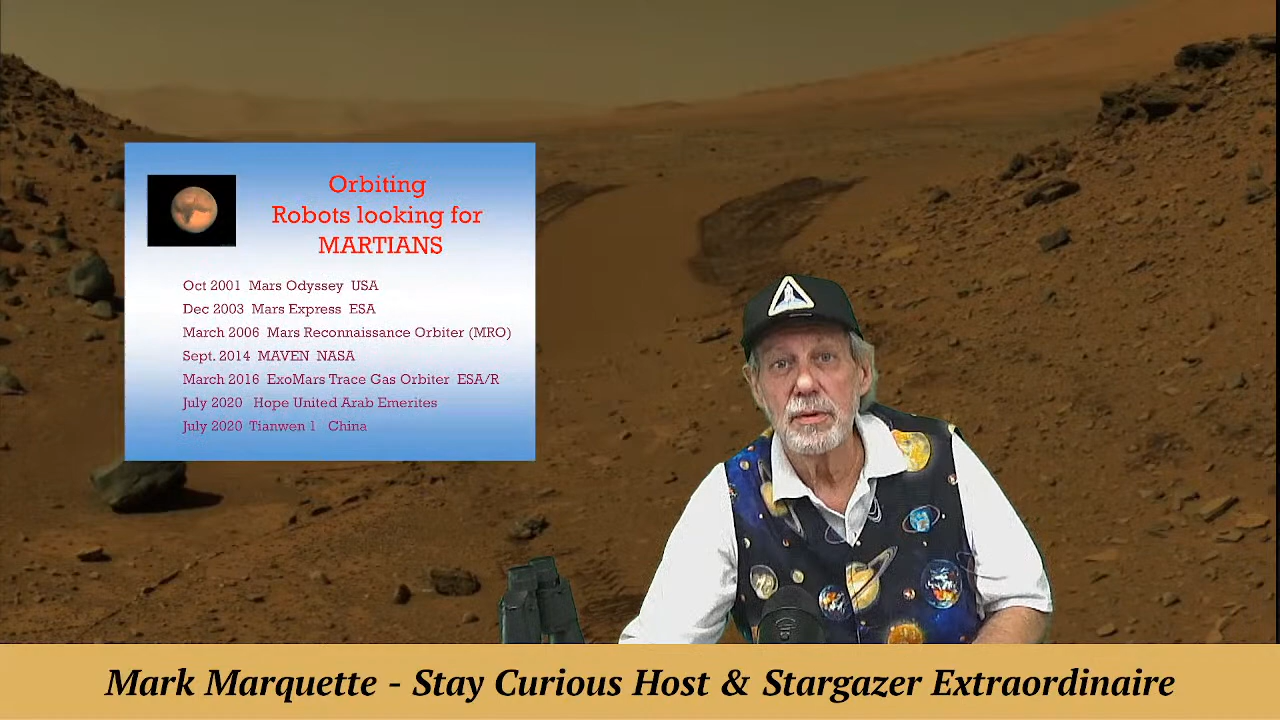 Orbiting
Robots looking for
MARTIANS
Oct 2001 Mars Odyssey USA
Dec 2003 Mars Express ESA
March 2006 Mars Reconnaissance Orbiter (MRO)
Sept. 2014 MAVEN NASA
March 2016 ExoMars Trace Gas Orbiter ESA/R
July 2020 Hope United Arab Emerites
July 2020 Tianwen 1 China
Mark Marquette - Stay Curious Host & Stargazer Extraordinaire